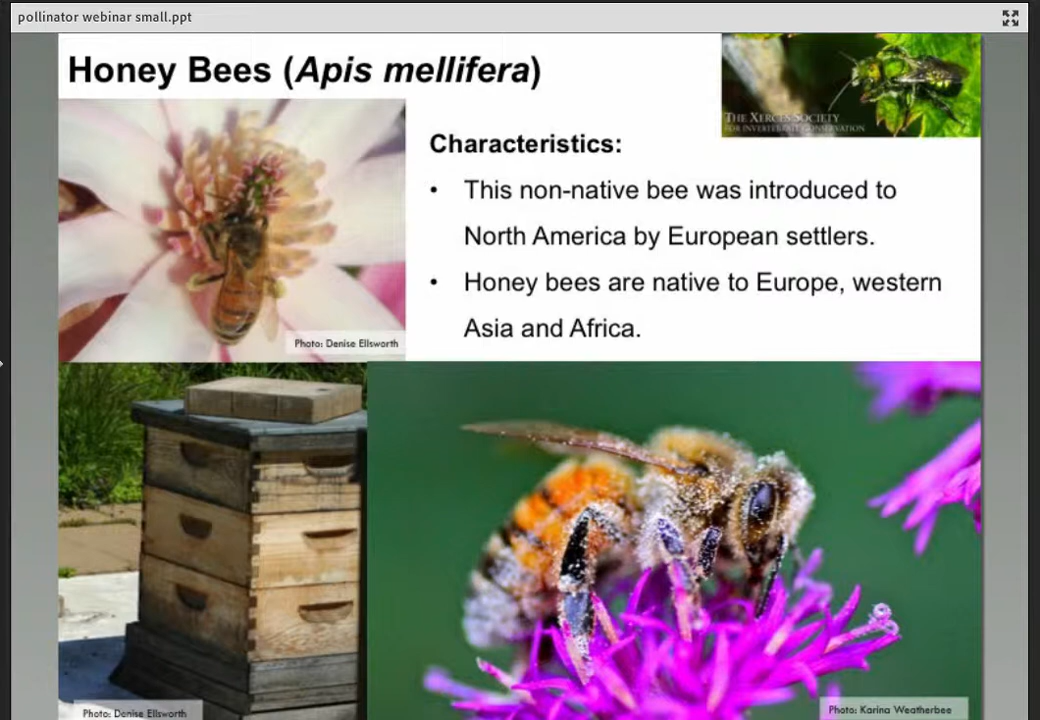 pollinator webinar small.ppt
Honey Bees (Apis mellifera)
THE XERCES SOCIETY
FOR INVERTEBRATE CONSERVATION
Characteristics:
• This non-native bee was introduced to
North America by European settlers.
• Honey bees are native to Europe, western
Asia and Africa.
Photo: Denise Ellsworth
Photo: Denise Ellsworth
Photo: Karina Weatherbee